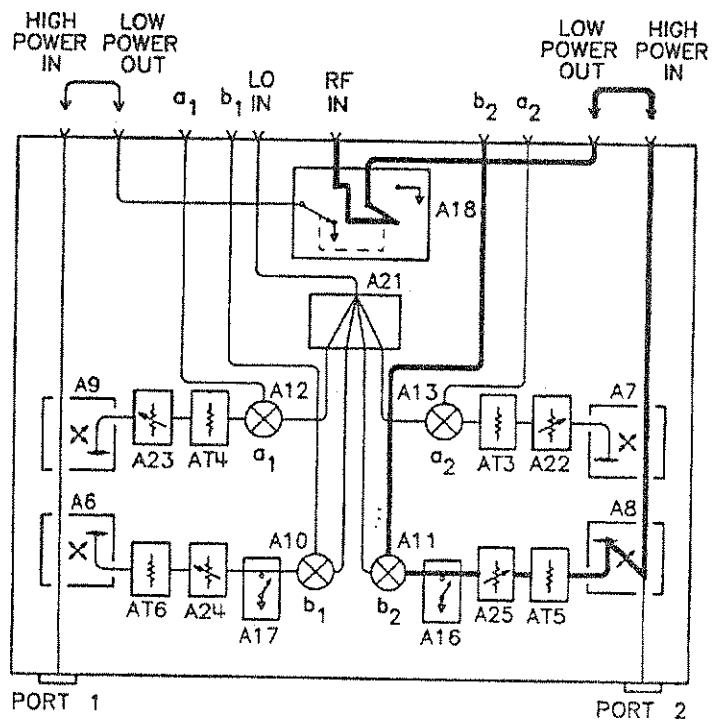 HIGH POWER IN
LOW POWER OUT
a1
b1
LO IN
RF IN
b2
a2
LOW POWER OUT
HIGH POWER IN
A18
A21
A9
A12
A13
A7
A23
AT4
a1
a2
AT3
A22
A6
A10
A11
A8
AT6
A24
A17
b1
b2
A16
A25
AT5
PORT 1
PORT 2